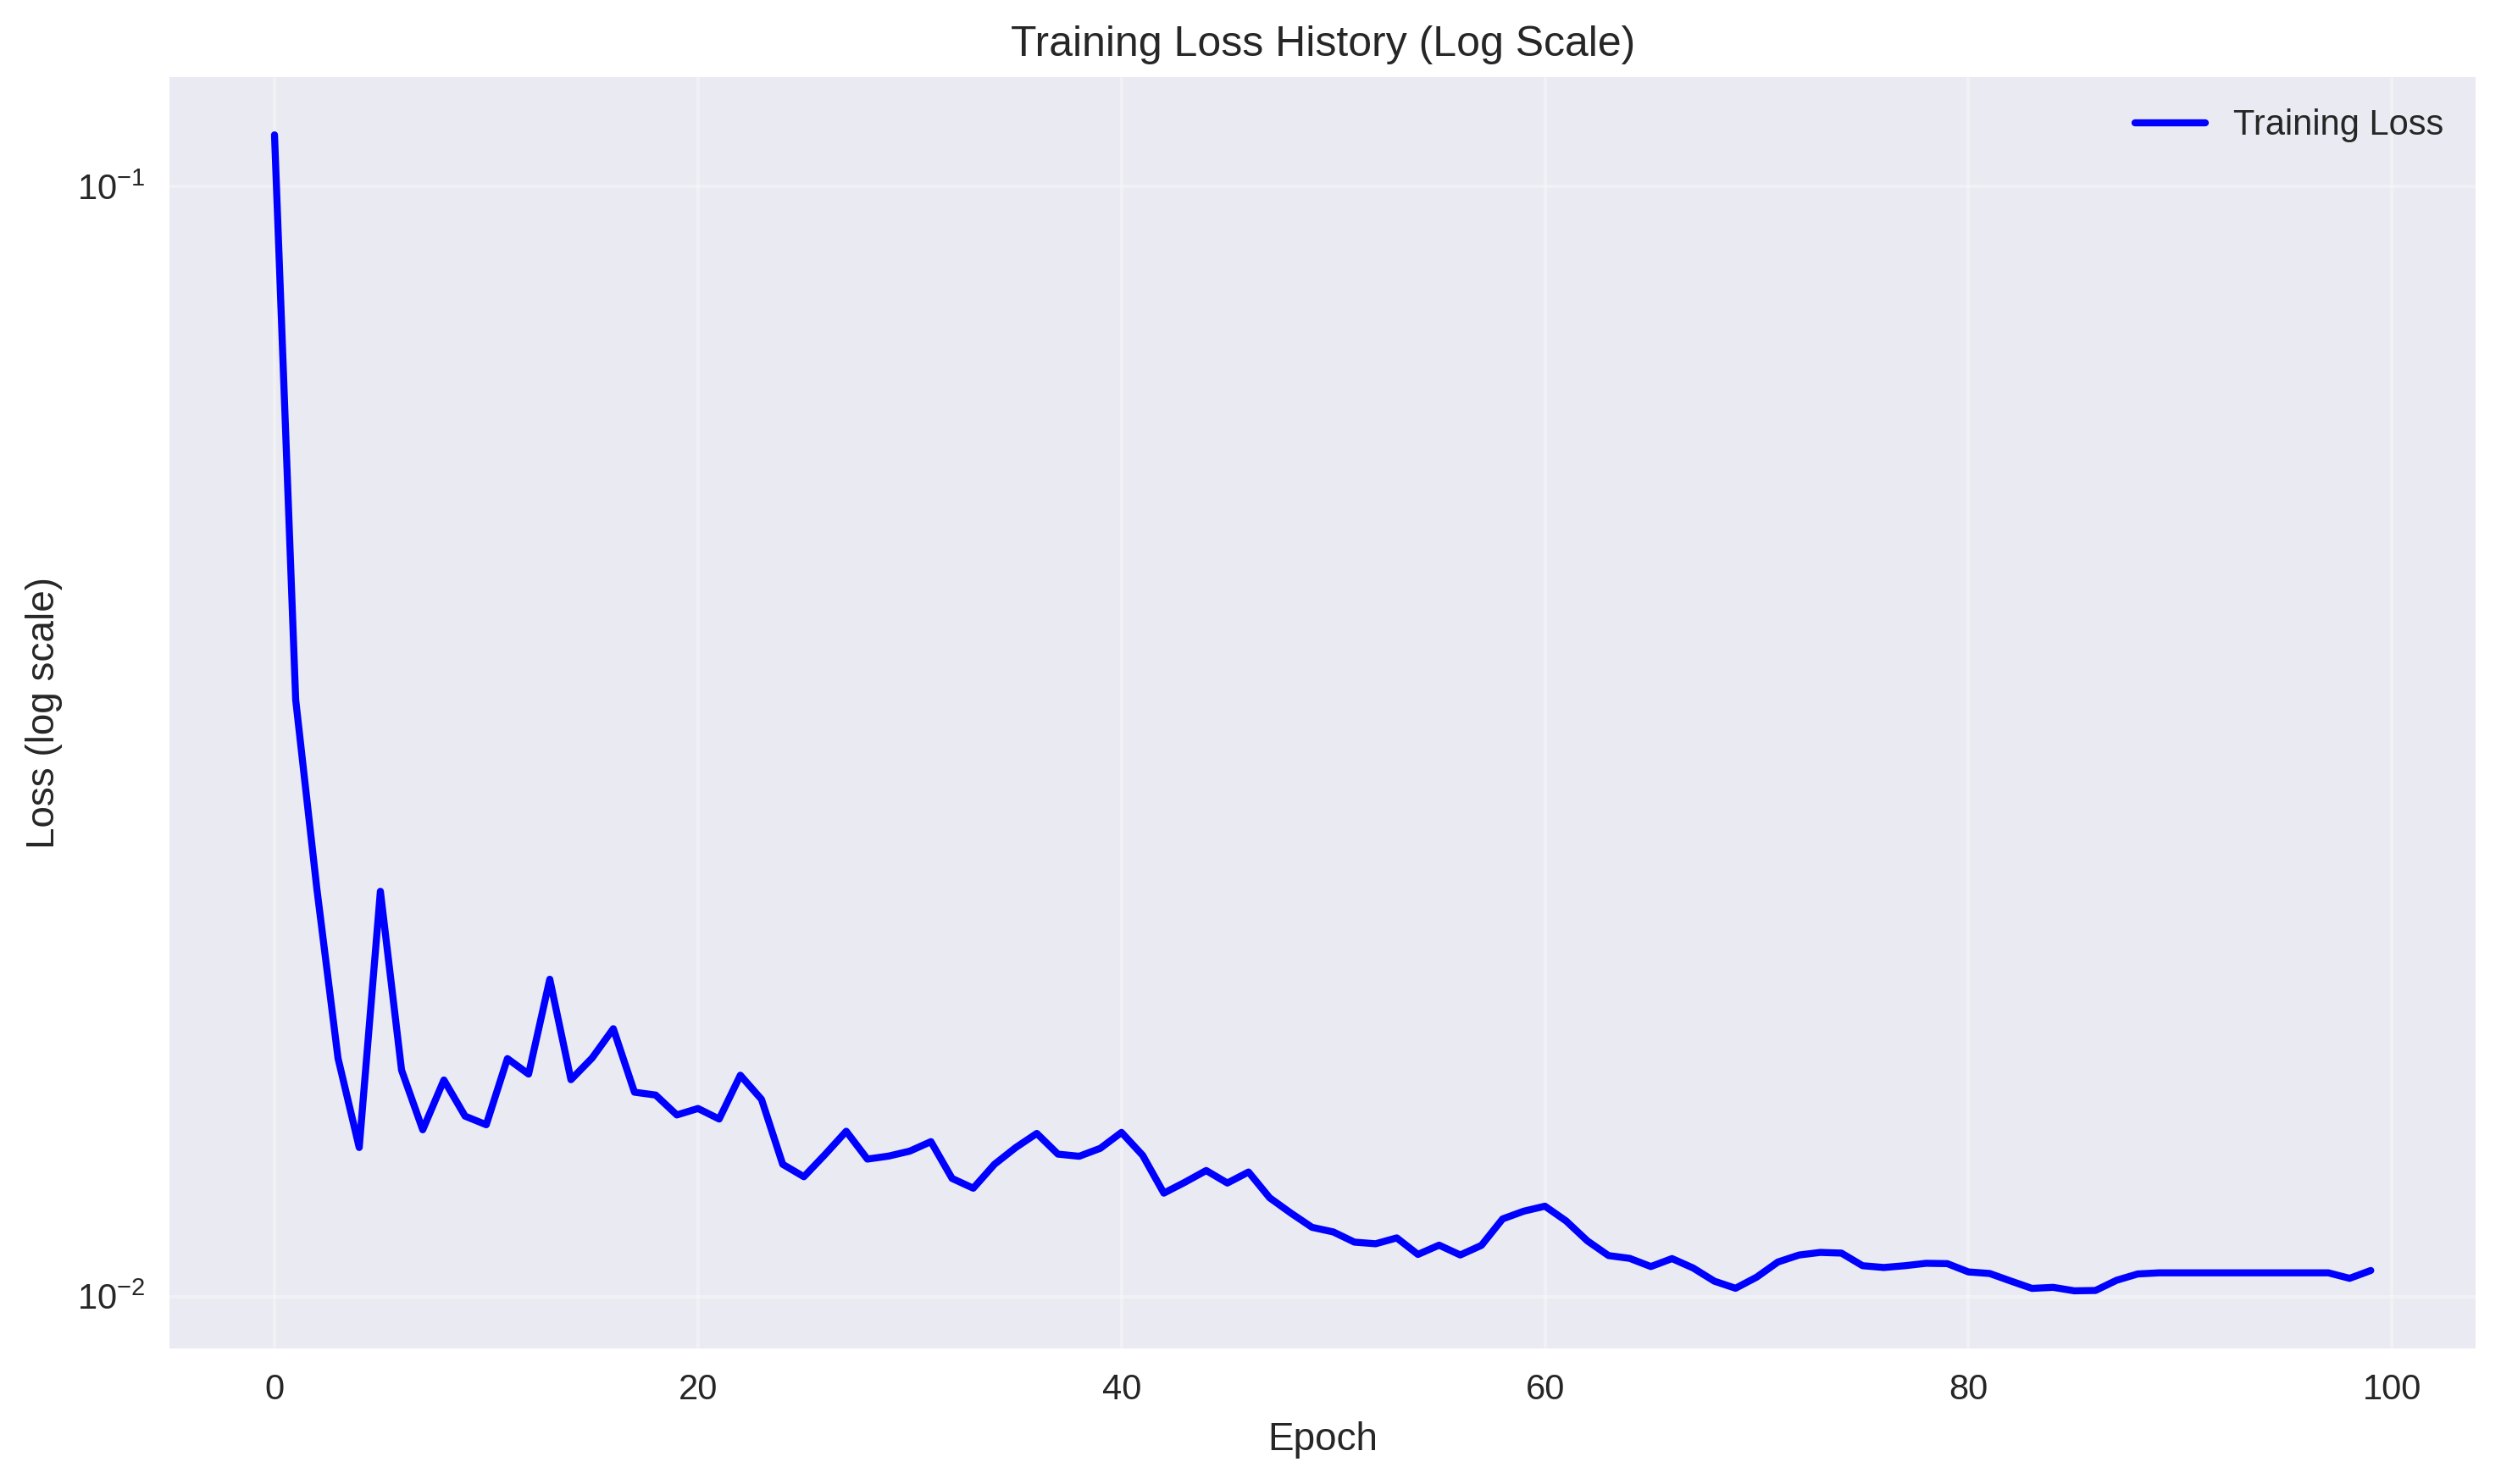 Training Loss History (Log Scale)
Training Loss
10⁻¹
Loss (log scale)
10⁻²
0 20 40 60 80 100
Epoch